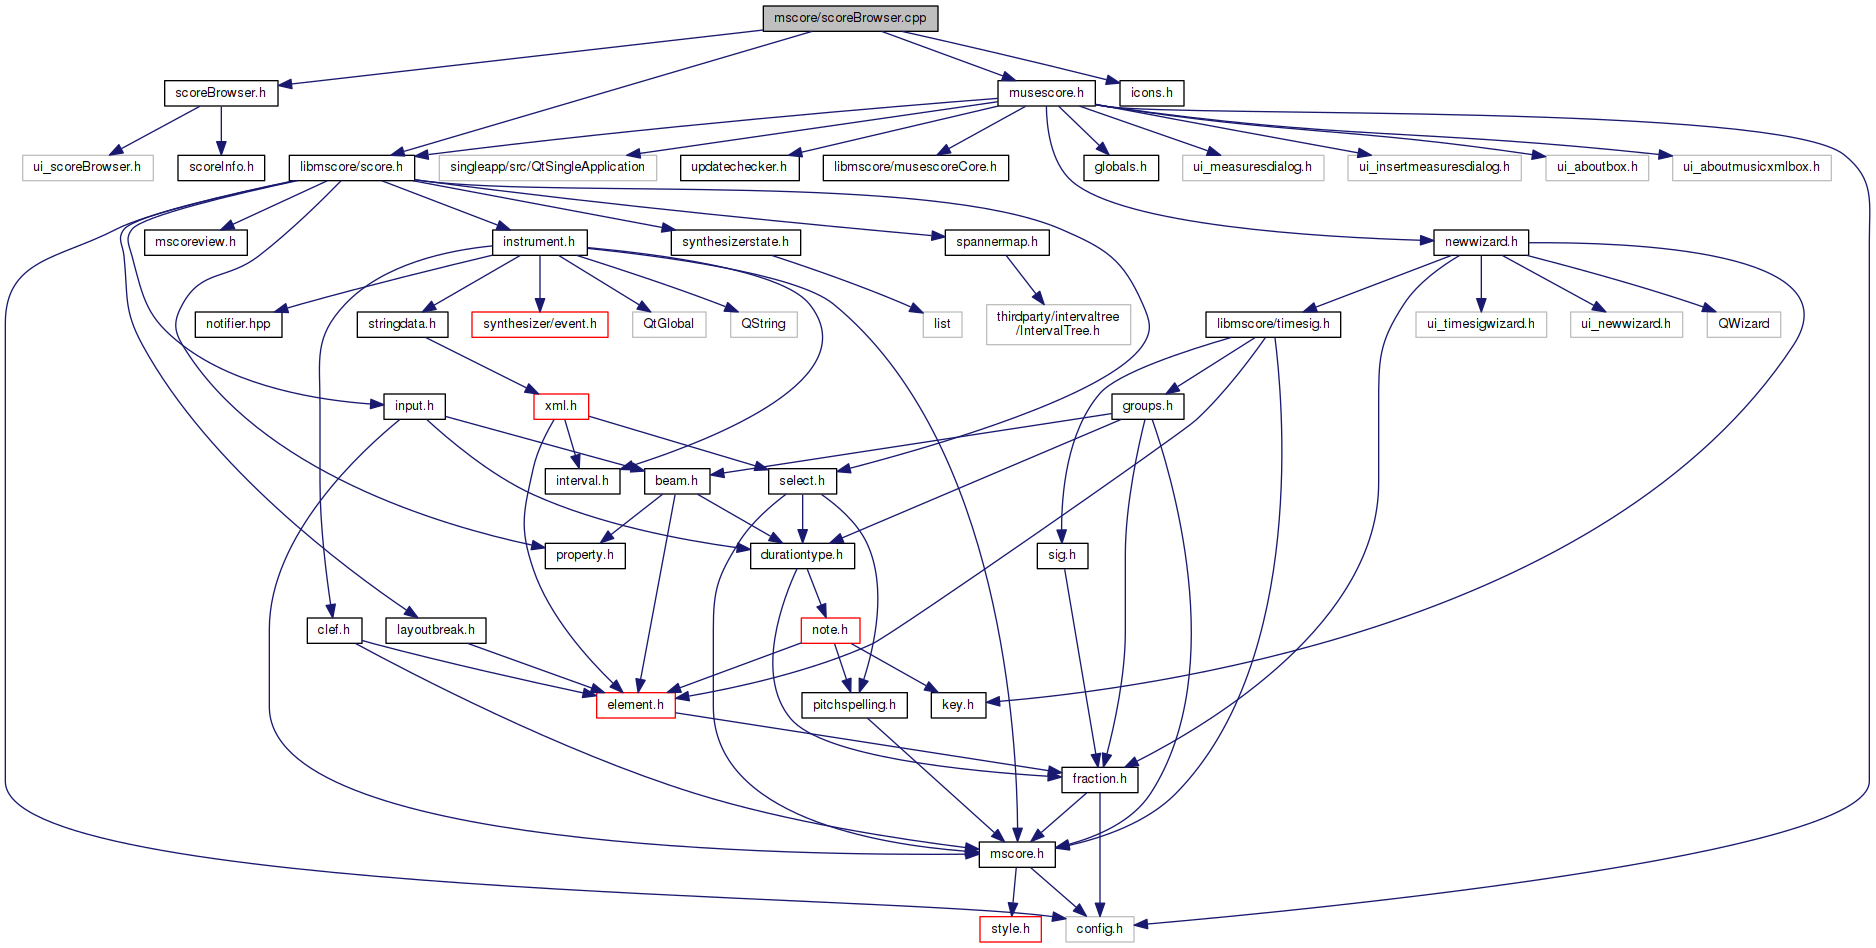 mscore/scoreBrowser.cpp
scoreBrowser.h
musescore.h
icons.h
ui_scoreBrowser.h
scoreInfo.h
libmscore/score.h
singleapp/src/QtSingleApplication
updatechecker.h
libmscore/musescoreCore.h
globals.h
ui_measuresdialog.h
ui_insertmeasuresdialog.h
ui_aboutbox.h
ui_aboutmusicxmlbox.h
mscoreview.h
instrument.h
synthesizerstate.h
spannermap.h
newwizard.h
notifier.hpp
stringdata.h
synthesizer/event.h
QtGlobal
QString
list
thirdparty/intervaltree
/IntervalTree.h
libmscore/timesig.h
ui_timesigwizard.h
ui_newwizard.h
QWizard
input.h
xml.h
groups.h
interval.h
beam.h
select.h
property.h
durationtype.h
sig.h
clef.h
layoutbreak.h
note.h
element.h
pitchspelling.h
key.h
fraction.h
mscore.h
style.h
config.h